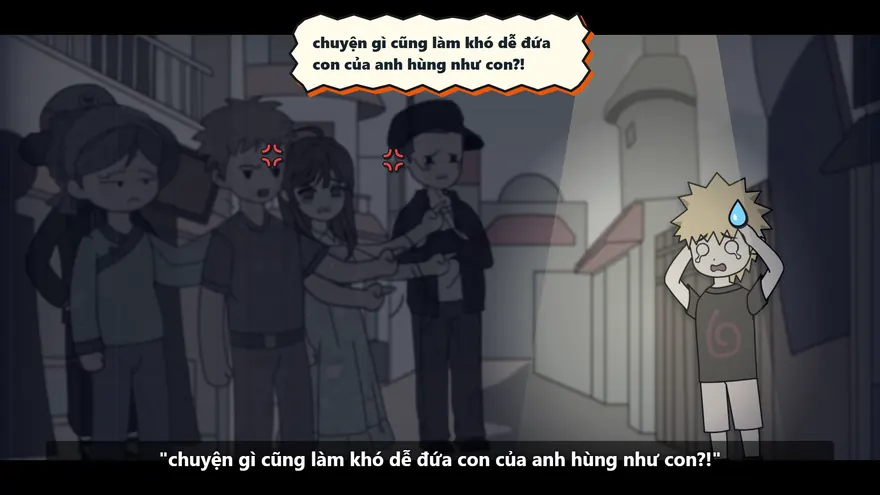 chuyện gì cũng làm khó dễ đứa
con của anh hùng như con?!
"chuyện gì cũng làm khó dễ đứa con của anh hùng như con?!"